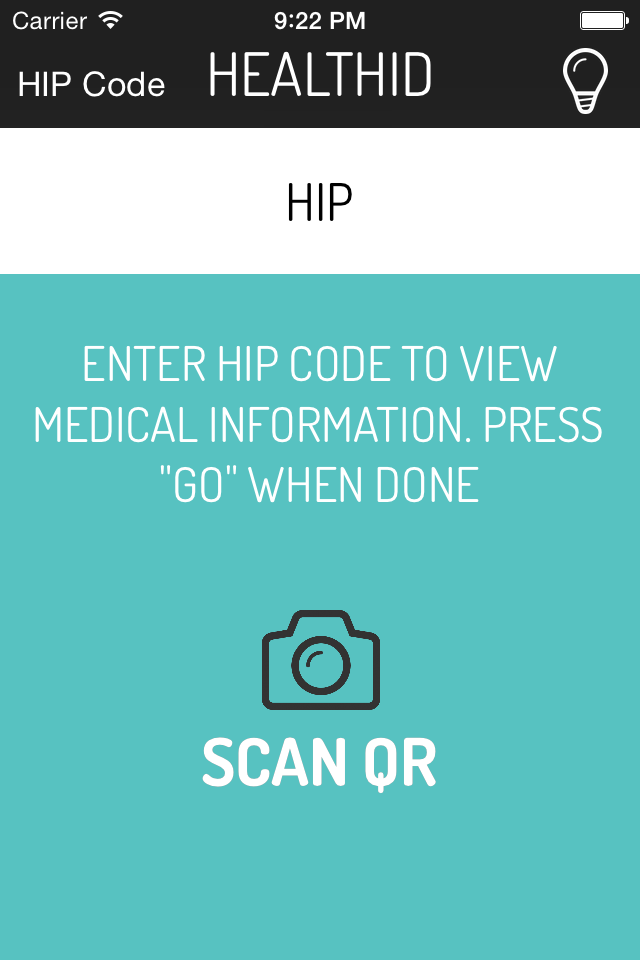 Carrier 9:22 PM
HIP Code HEALTHID
HIP
ENTER HIP CODE TO VIEW
MEDICAL INFORMATION. PRESS
"GO" WHEN DONE
SCAN QR